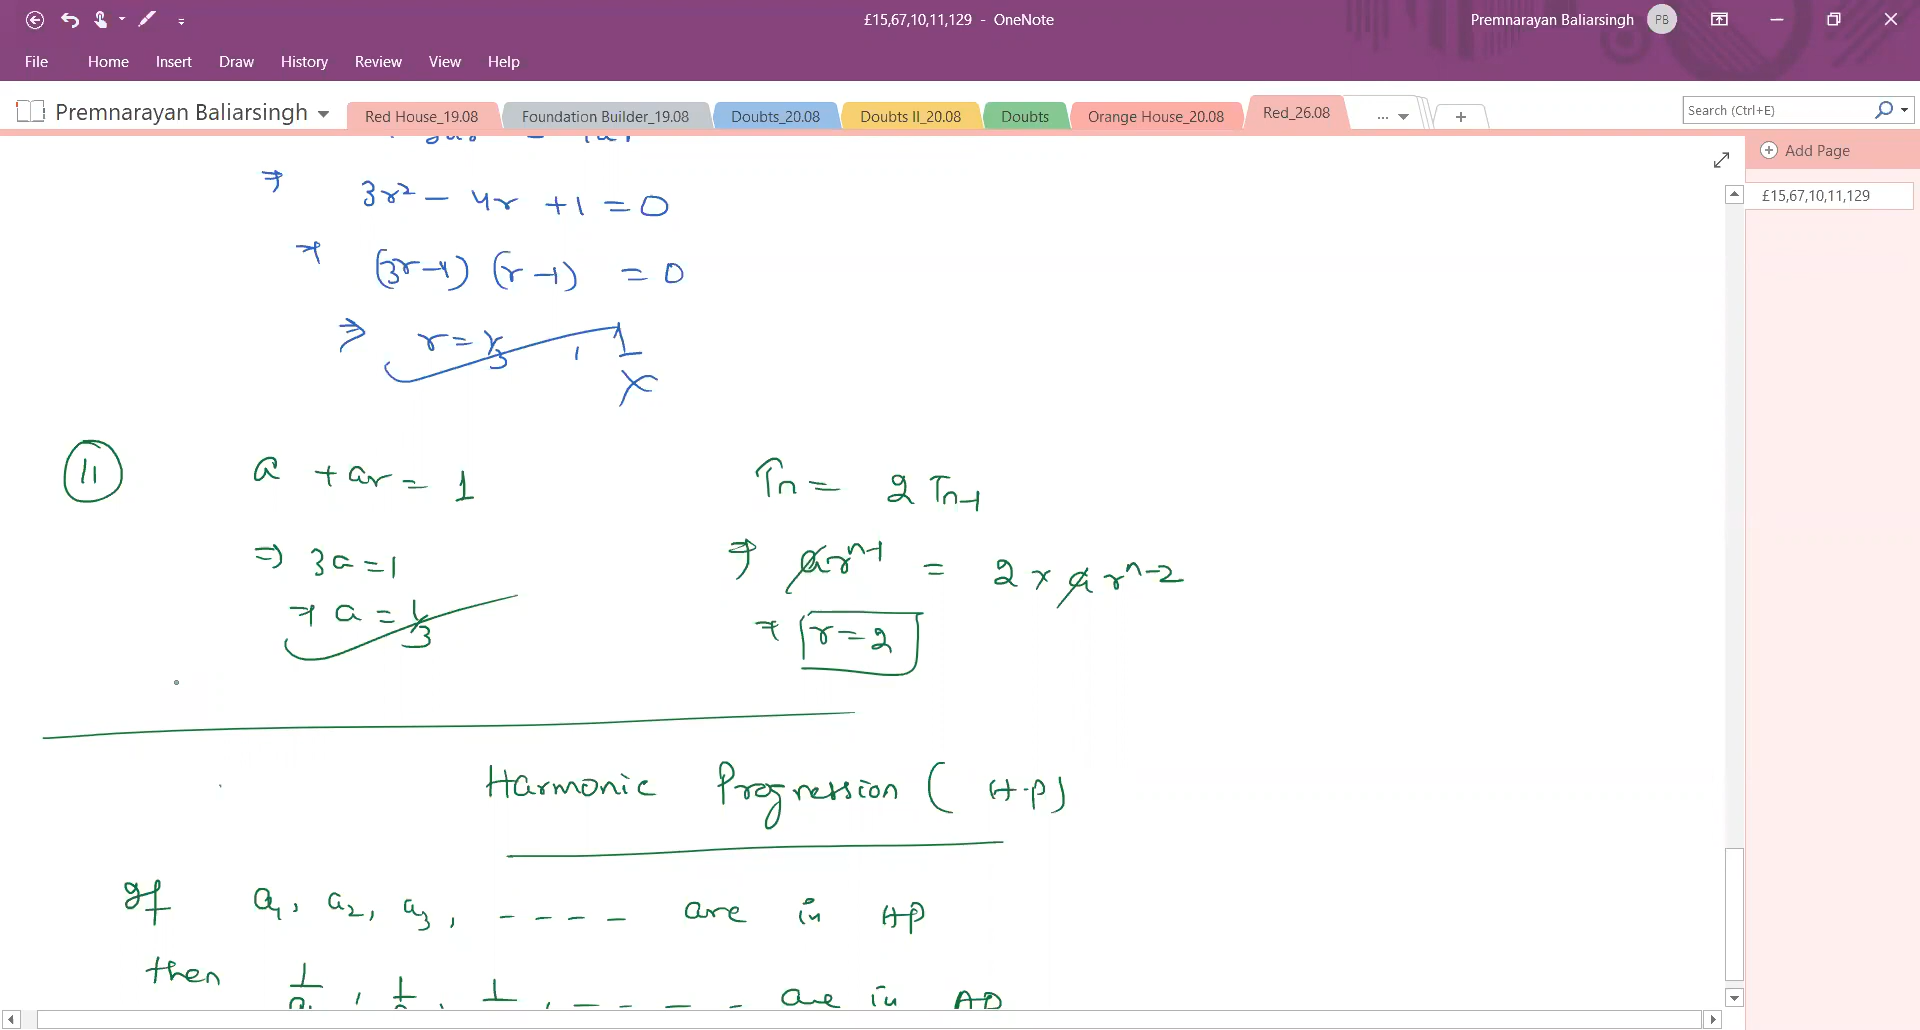 £15,67,10,11,129 - OneNote
Premnarayan Baliarsingh PB
File Home Insert Draw History Review View Help
Premnarayan Baliarsingh
Red House_19.08 Foundation Builder_19.08 Doubts_20.08 Doubts II_20.08 Doubts Orange House_20.08 Red_26.08 ... +
Search (Ctrl+E)
Add Page
£15,67,10,11,129
⇒ 3r² - 4r + 1 = 0
⇒ (3r-1) (r-1) = 0
⇒ r = 1/3 , 1
×
11 a + ar = 1 Tn = 2 Tn-1
⇒ 3a = 1 ⇒ ar^n-1 = 2 × ar^n-2
⇒ a = 1/3 ⇒ r = 2
Harmonic Progression (H.P)
If a1, a2, a3, ---- are in HP
then 1/a1, 1/a, 1, ----- are in AP